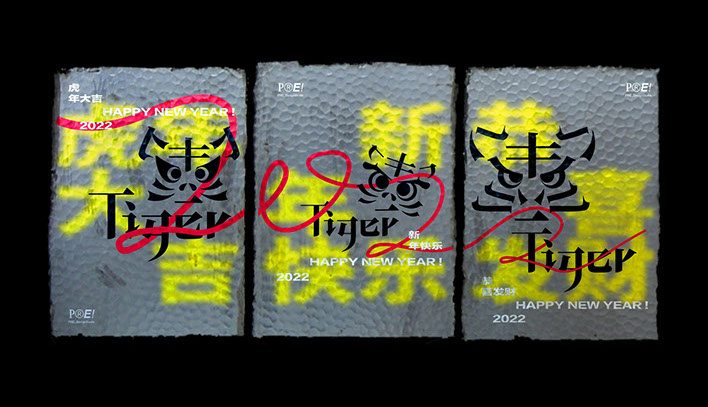 虎
年大吉
HAPPY NEW YEAR !
2022
虎年
大
吉
Tiger
新
年
快乐
Tiger
新
年快乐
HAPPY NEW YEAR !
2022
恭
喜
发财
Tiger
恭
喜发财
HAPPY NEW YEAR !
2022
2022